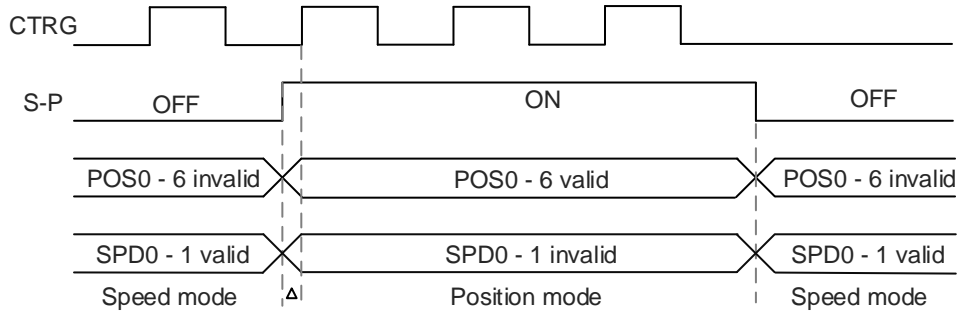 CTRG
S-P OFF ON OFF
POS0 - 6 invalid POS0 - 6 valid POS0 - 6 invalid
SPD0 - 1 valid SPD0 - 1 invalid SPD0 - 1 valid
Speed mode Δ Position mode Speed mode